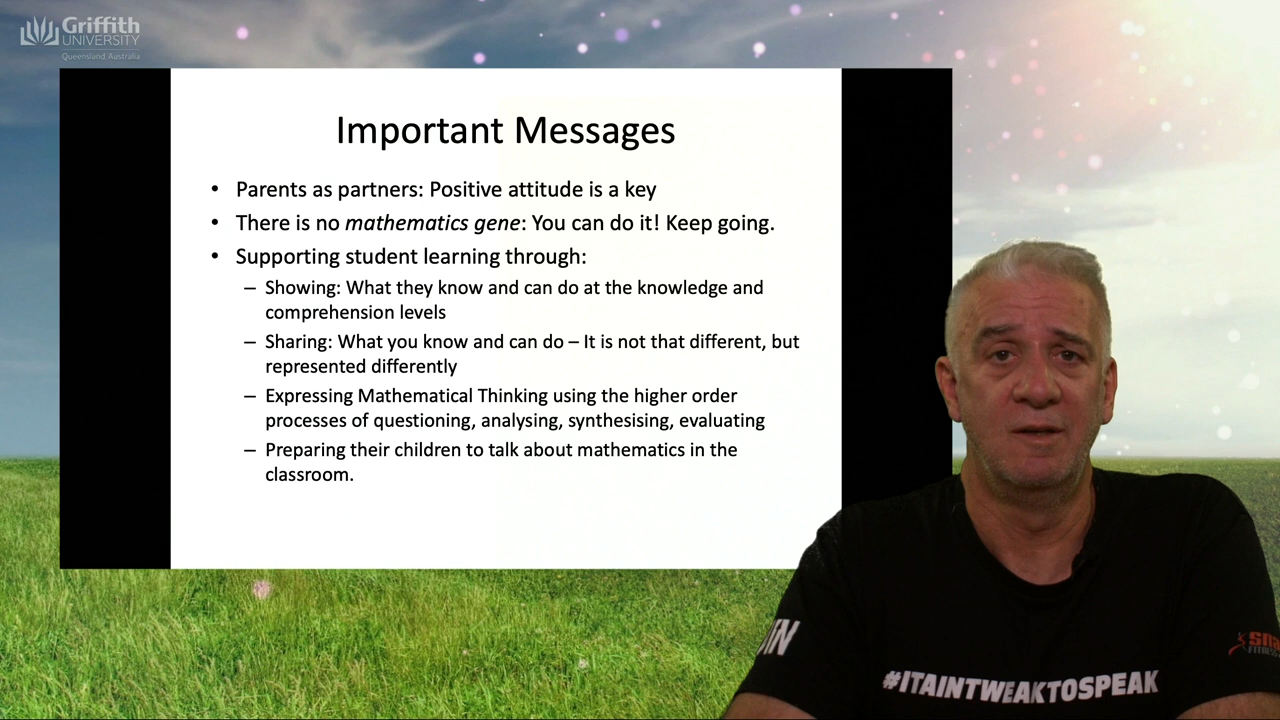 Griffith
UNIVERSITY
Queensland, Australia
Important Messages
• Parents as partners: Positive attitude is a key
• There is no mathematics gene: You can do it! Keep going.
• Supporting student learning through:
– Showing: What they know and can do at the knowledge and
comprehension levels
– Sharing: What you know and can do – It is not that different, but
represented differently
– Expressing Mathematical Thinking using the higher order
processes of questioning, analysing, synthesising, evaluating
– Preparing their children to talk about mathematics in the
classroom.
#ITAINTWEAKTOSPEAK